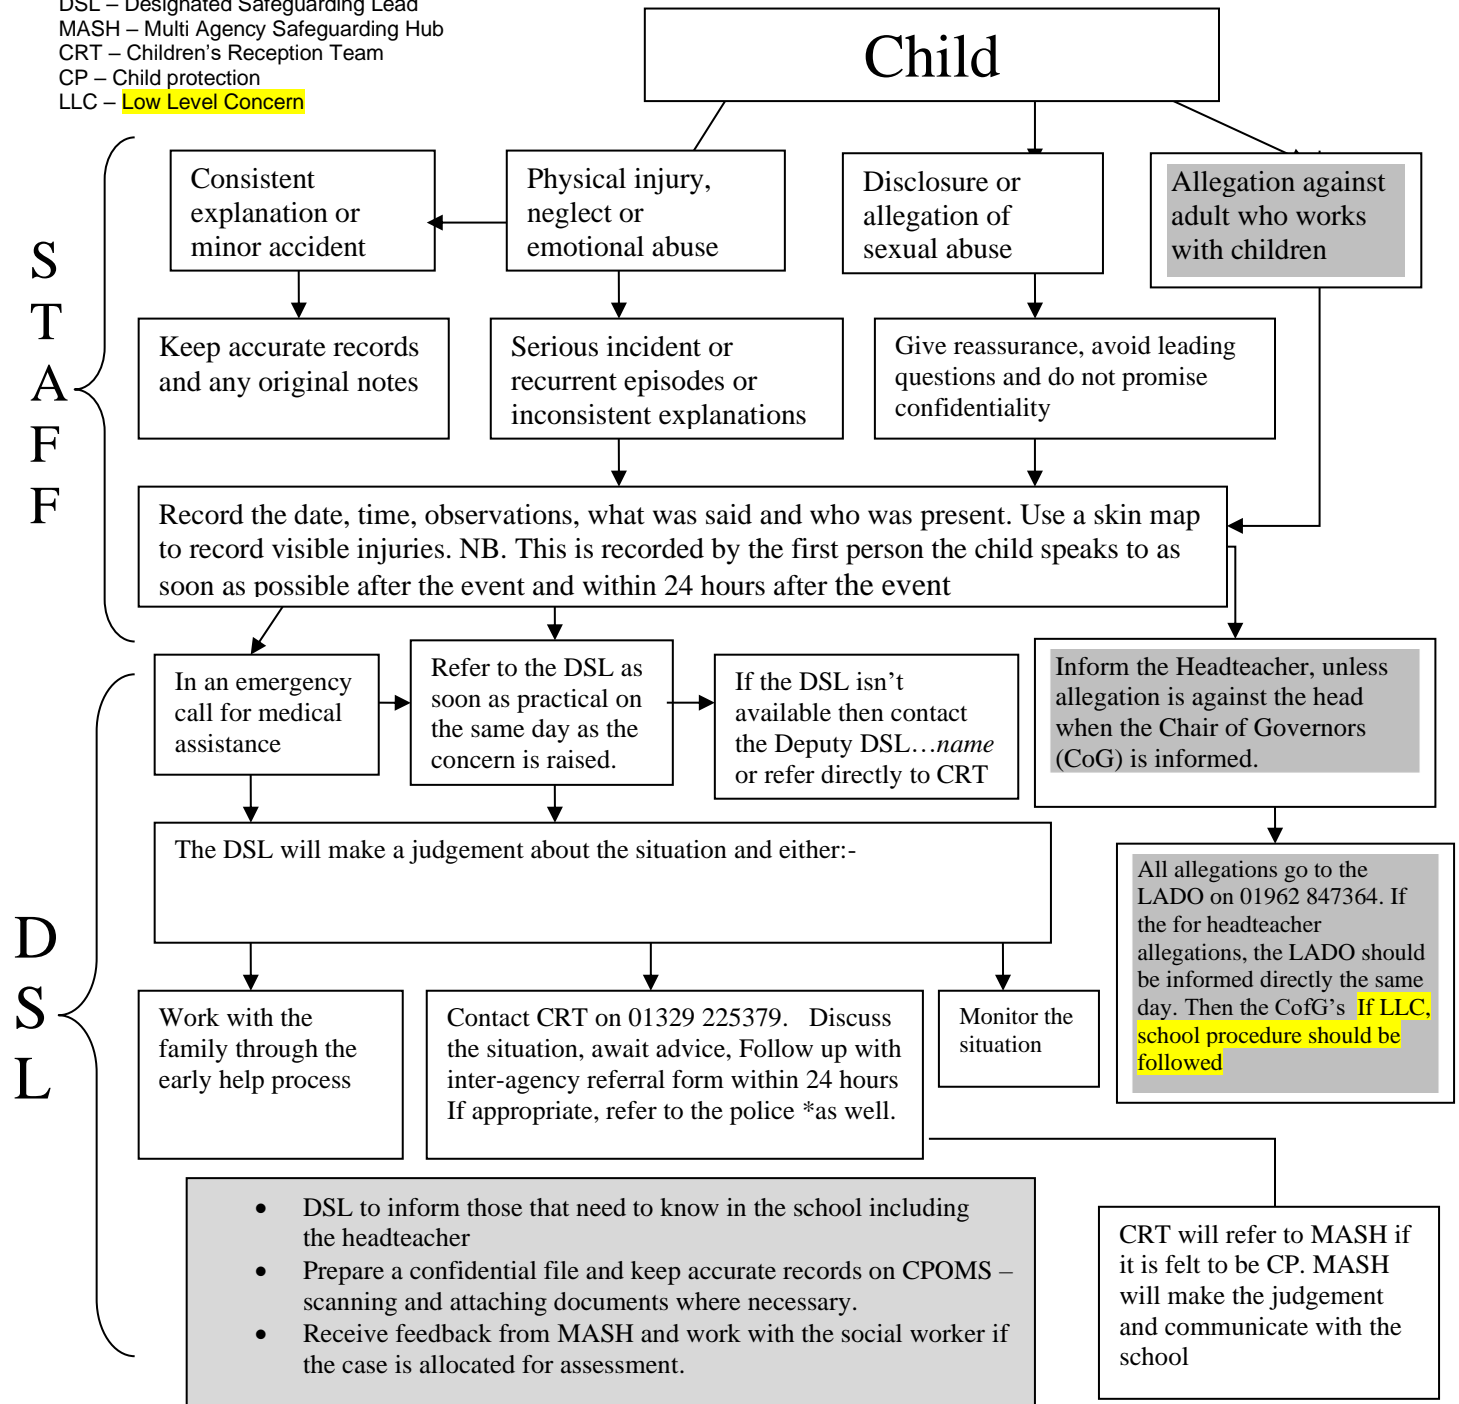 DSL – Designated Safeguarding Lead
MASH – Multi Agency Safeguarding Hub
CRT – Children's Reception Team
CP – Child protection
LLC – Low Level Concern
Child
Consistent
explanation or
minor accident
Physical injury,
neglect or
emotional abuse
Disclosure or
allegation of
sexual abuse
Allegation against
adult who works
with children
S
T
A
F
F
Keep accurate records
and any original notes
Serious incident or
recurrent episodes or
inconsistent explanations
Give reassurance, avoid leading
questions and do not promise
confidentiality
Record the date, time, observations, what was said and who was present. Use a skin map
to record visible injuries. NB. This is recorded by the first person the child speaks to as
soon as possible after the event and within 24 hours after the event
In an emergency
call for medical
assistance
Refer to the DSL as
soon as practical on
the same day as the
concern is raised.
If the DSL isn't
available then contact
the Deputy DSL…name
or refer directly to CRT
Inform the Headteacher, unless
allegation is against the head
when the Chair of Governors
(CoG) is informed.
The DSL will make a judgement about the situation and either:-
All allegations go to the
LADO on 01962 847364. If
the for headteacher
allegations, the LADO should
be informed directly the same
day. Then the CofG's If LLC,
school procedure should be
followed
D
S
L
Work with the
family through the
early help process
Contact CRT on 01329 225379. Discuss
the situation, await advice, Follow up with
inter-agency referral form within 24 hours
If appropriate, refer to the police *as well.
Monitor the
situation
• DSL to inform those that need to know in the school including
the headteacher
• Prepare a confidential file and keep accurate records on CPOMS –
scanning and attaching documents where necessary.
• Receive feedback from MASH and work with the social worker if
the case is allocated for assessment.
CRT will refer to MASH if
it is felt to be CP. MASH
will make the judgement
and communicate with the
school